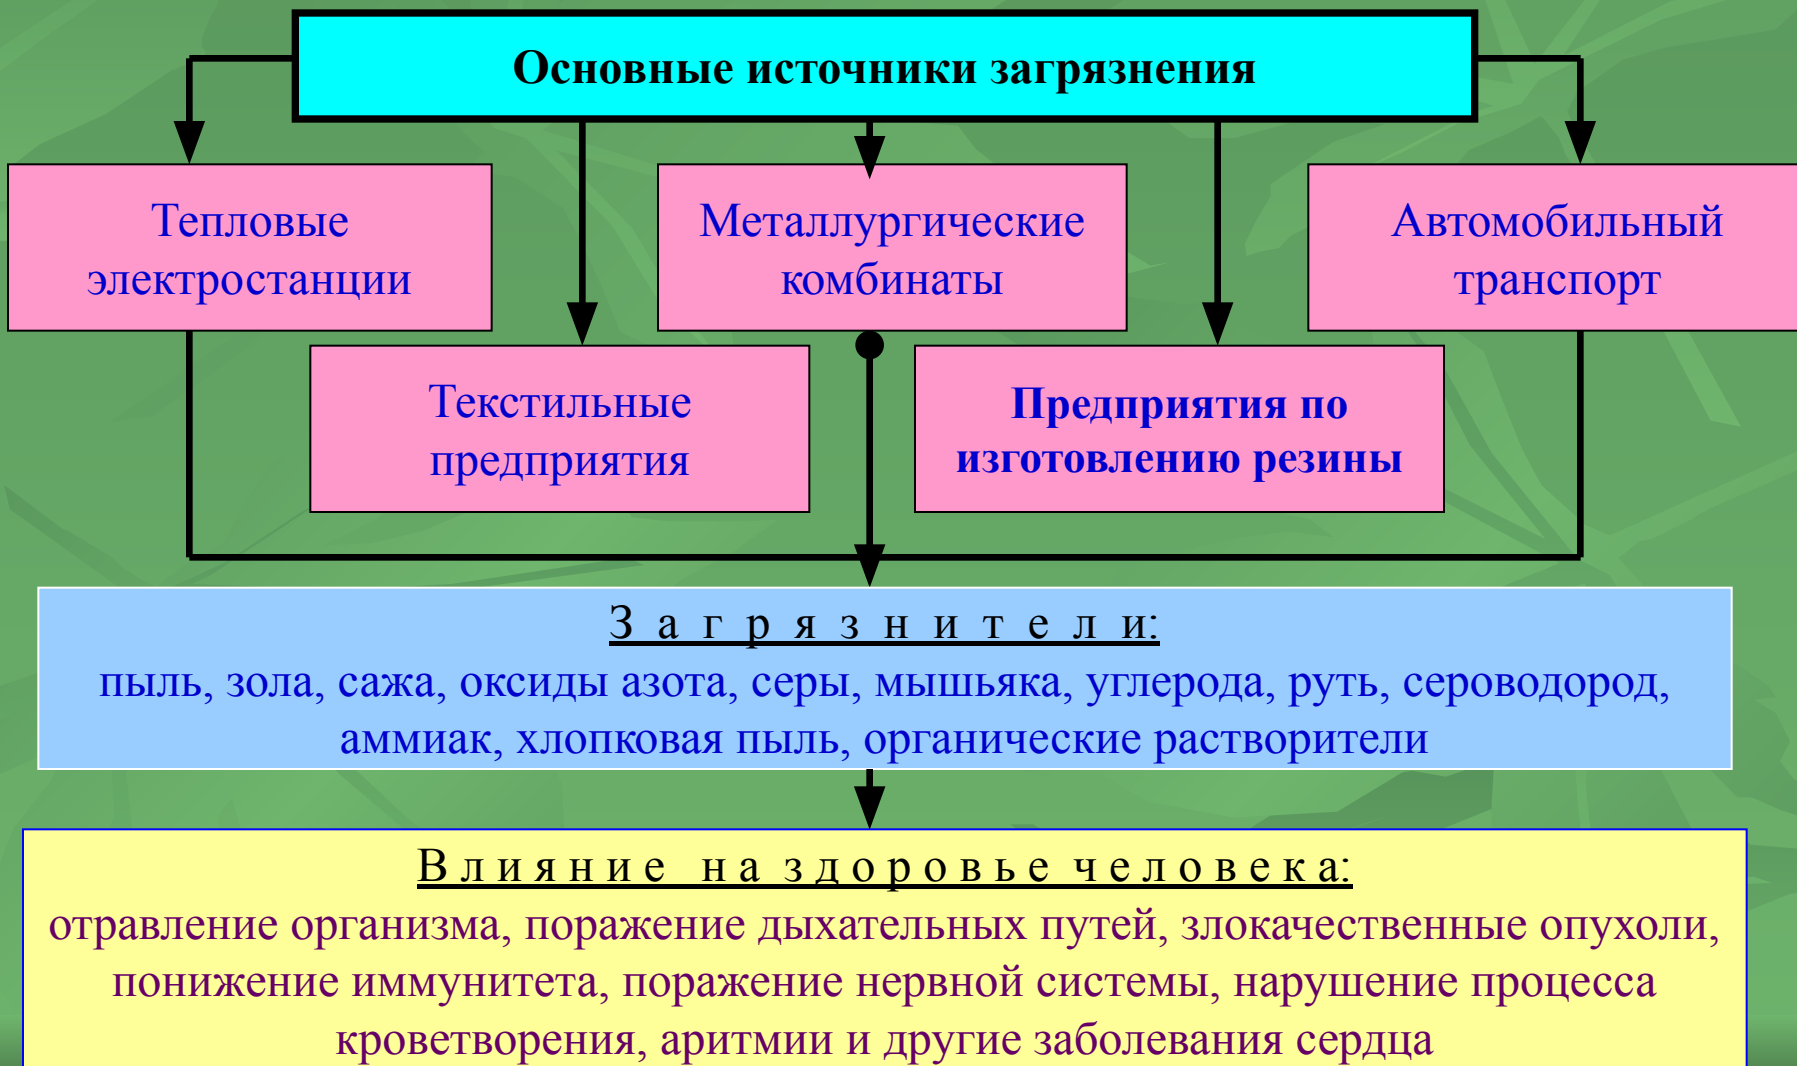 Основные источники загрязнения
Тепловые
электростанции
Металлургические
комбинаты
Автомобильный
транспорт
Текстильные
предприятия
Предприятия по
изготовлению резины
З а г р я з н и т е л и:
пыль, зола, сажа, оксиды азота, серы, мышьяка, углерода, руть, сероводород,
аммиак, хлопковая пыль, органические растворители
В л и я н и е  н а  з д о р о в ь е  ч е л о в е к а:
отравление организма, поражение дыхательных путей, злокачественные опухоли,
понижение иммунитета, поражение нервной системы, нарушение процесса
кроветворения, аритмии и другие заболевания сердца